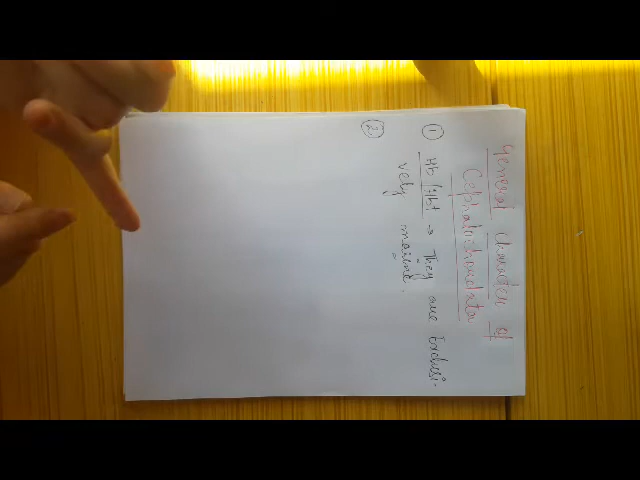 General character of
Cephalochordata
① Habitat → They are Exclusi-
vely marine.
②